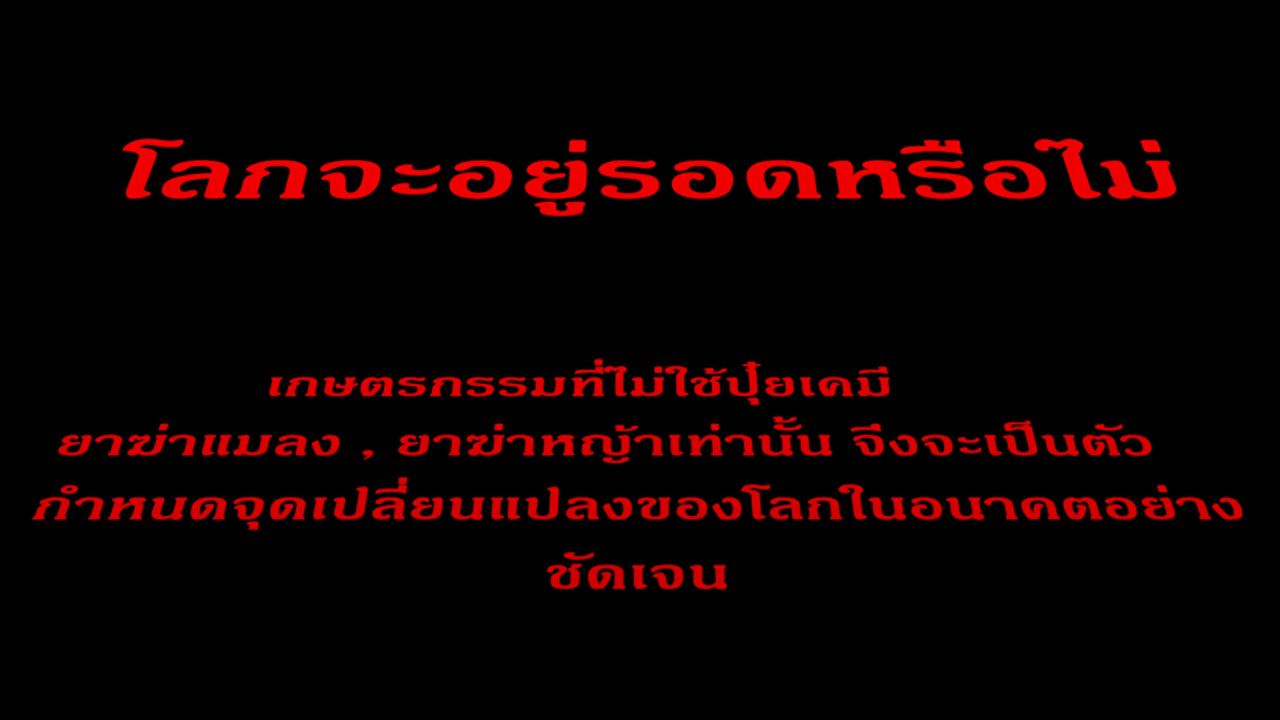 โลกจะอยู่รอดหรือไม่
เกษตรกรรมที่ไม่ใช้ปุ๋ยเคมี
ยาฆ่าแมลง , ยาฆ่าหญ้าเท่านั้น จึงจะเป็นตัว
กำหนดจุดเปลี่ยนแปลงของโลกในอนาคตอย่าง
ชัดเจน